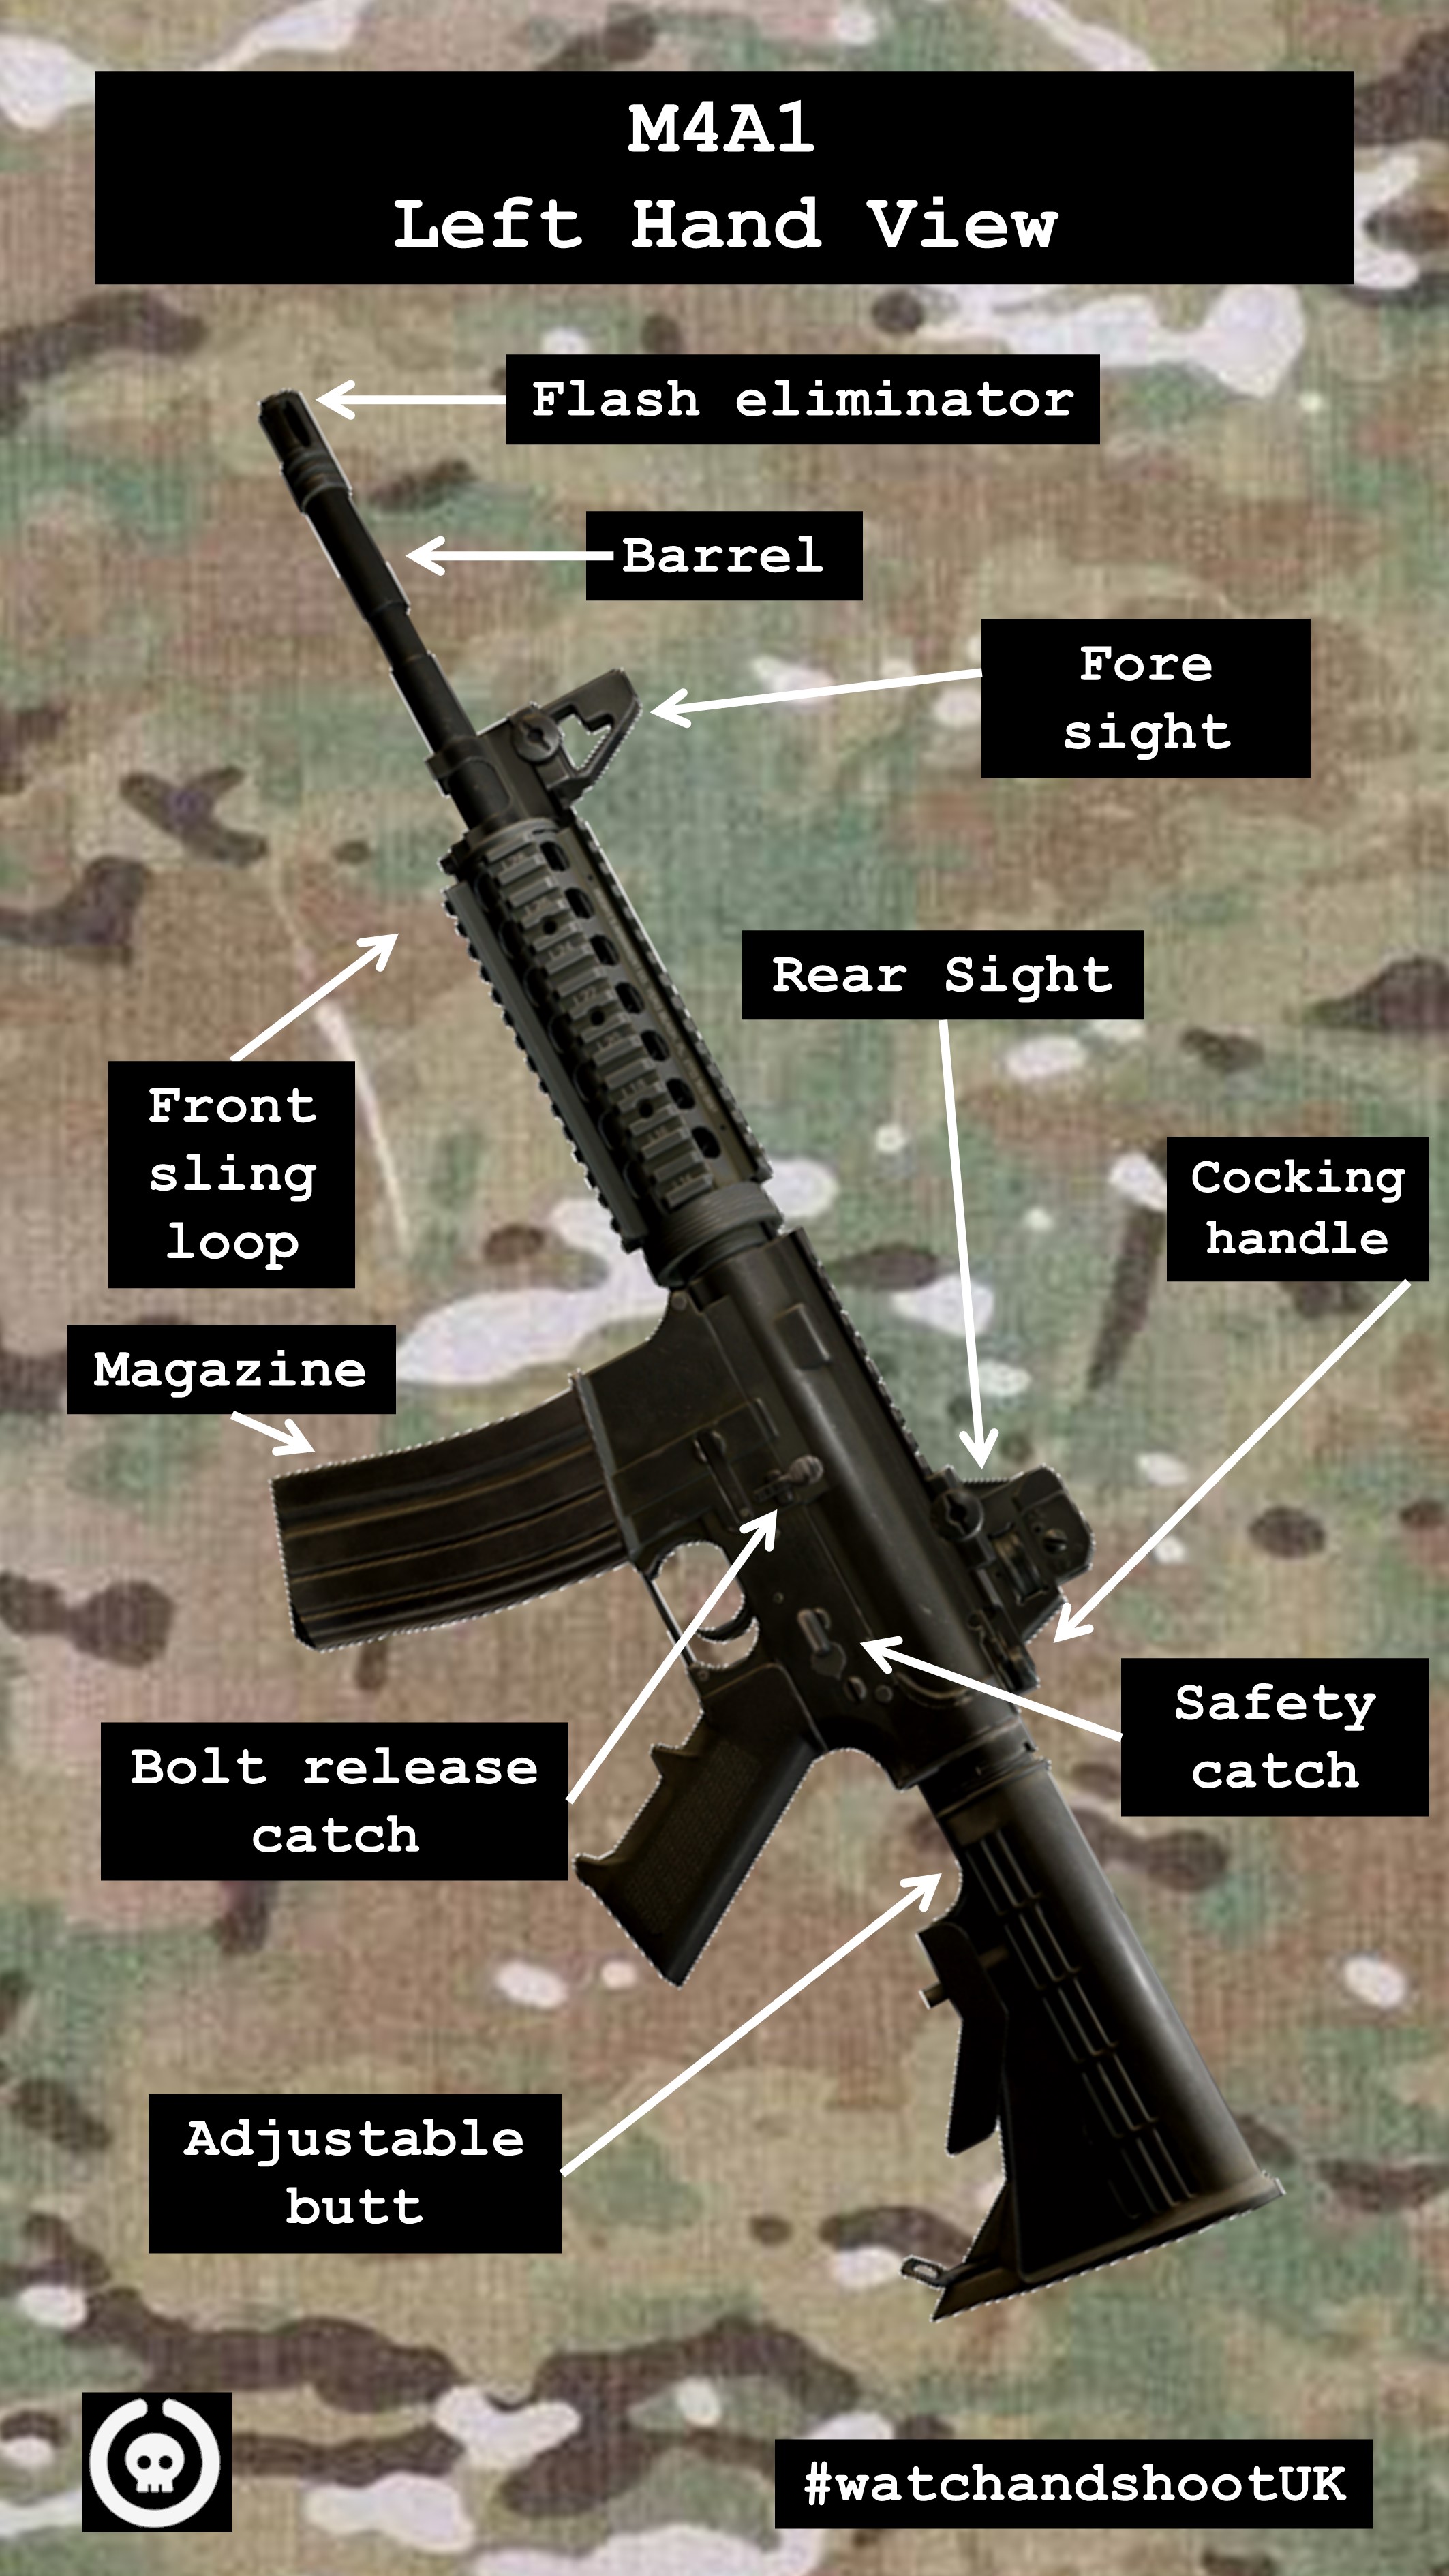 M4A1
Left Hand View
Flash eliminator
Barrel
Fore
sight
Rear Sight
Front
sling
loop
Cocking
handle
Magazine
Safety
catch
Bolt release
catch
Adjustable
butt
#watchandshootUK